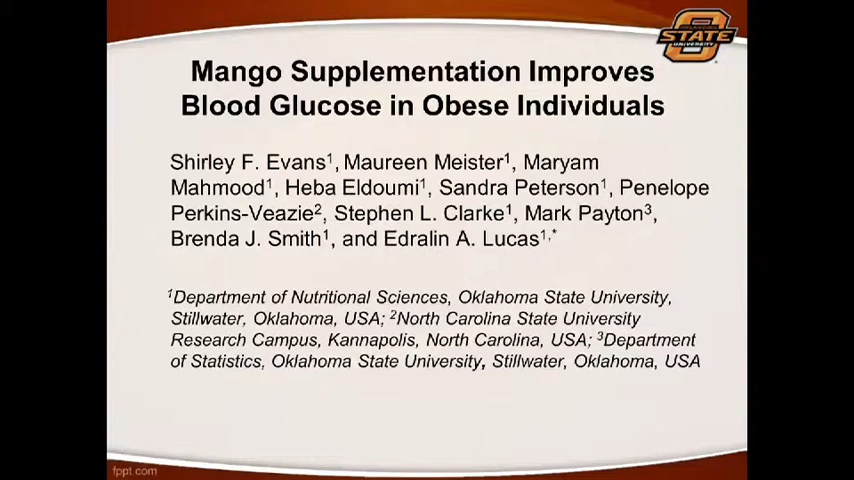 STATE
UNIVERSITY
Mango Supplementation Improves
Blood Glucose in Obese Individuals
Shirley F. Evans¹, Maureen Meister¹, Maryam
Mahmood¹, Heba Eldoumi¹, Sandra Peterson¹, Penelope
Perkins-Veazie², Stephen L. Clarke¹, Mark Payton³,
Brenda J. Smith¹, and Edralin A. Lucas¹,*
¹Department of Nutritional Sciences, Oklahoma State University,
Stillwater, Oklahoma, USA; ²North Carolina State University
Research Campus, Kannapolis, North Carolina, USA; ³Department
of Statistics, Oklahoma State University, Stillwater, Oklahoma, USA
fppt.com